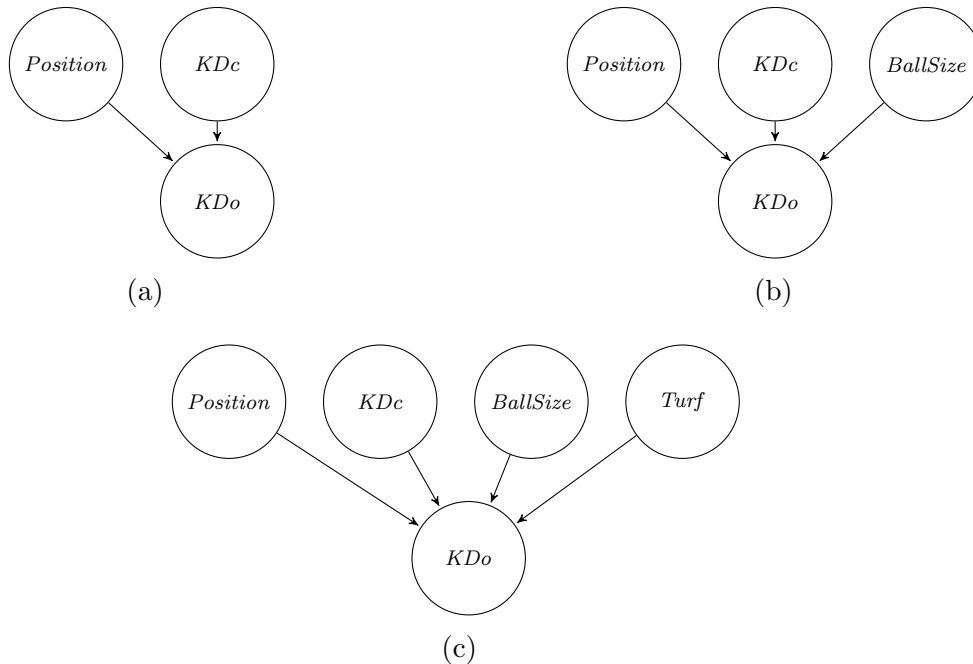 Position KDc
KDo
(a)
Position KDc BallSize
KDo
(b)
Position KDc BallSize Turf
KDo
(c)